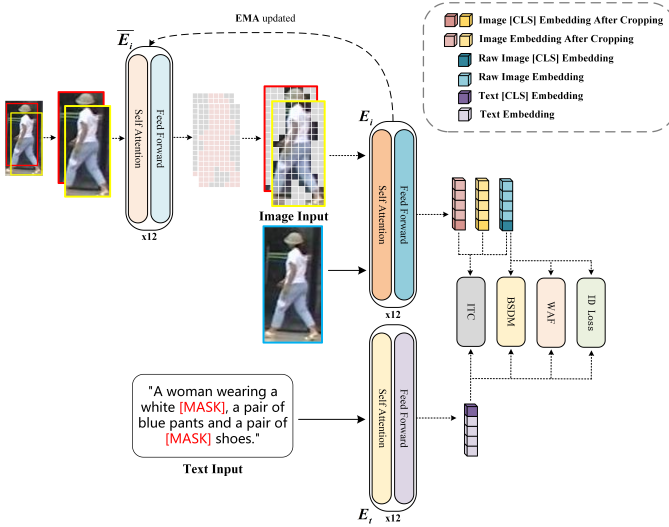 EMA updated
E̅ᵢ
Self Attention
Feed Forward
x12
Image [CLS] Embedding After Cropping
Image Embedding After Cropping
Raw Image [CLS] Embedding
Raw Image Embedding
Text [CLS] Embedding
Text Embedding
Eᵢ
Self Attention
Feed Forward
x12
Image Input
ITC
BSDM
WAF
ID Loss
"A woman wearing a
white [MASK], a pair of
blue pants and a pair of
[MASK] shoes."
Text Input
Self Attention
Feed Forward
Eₜ
x12